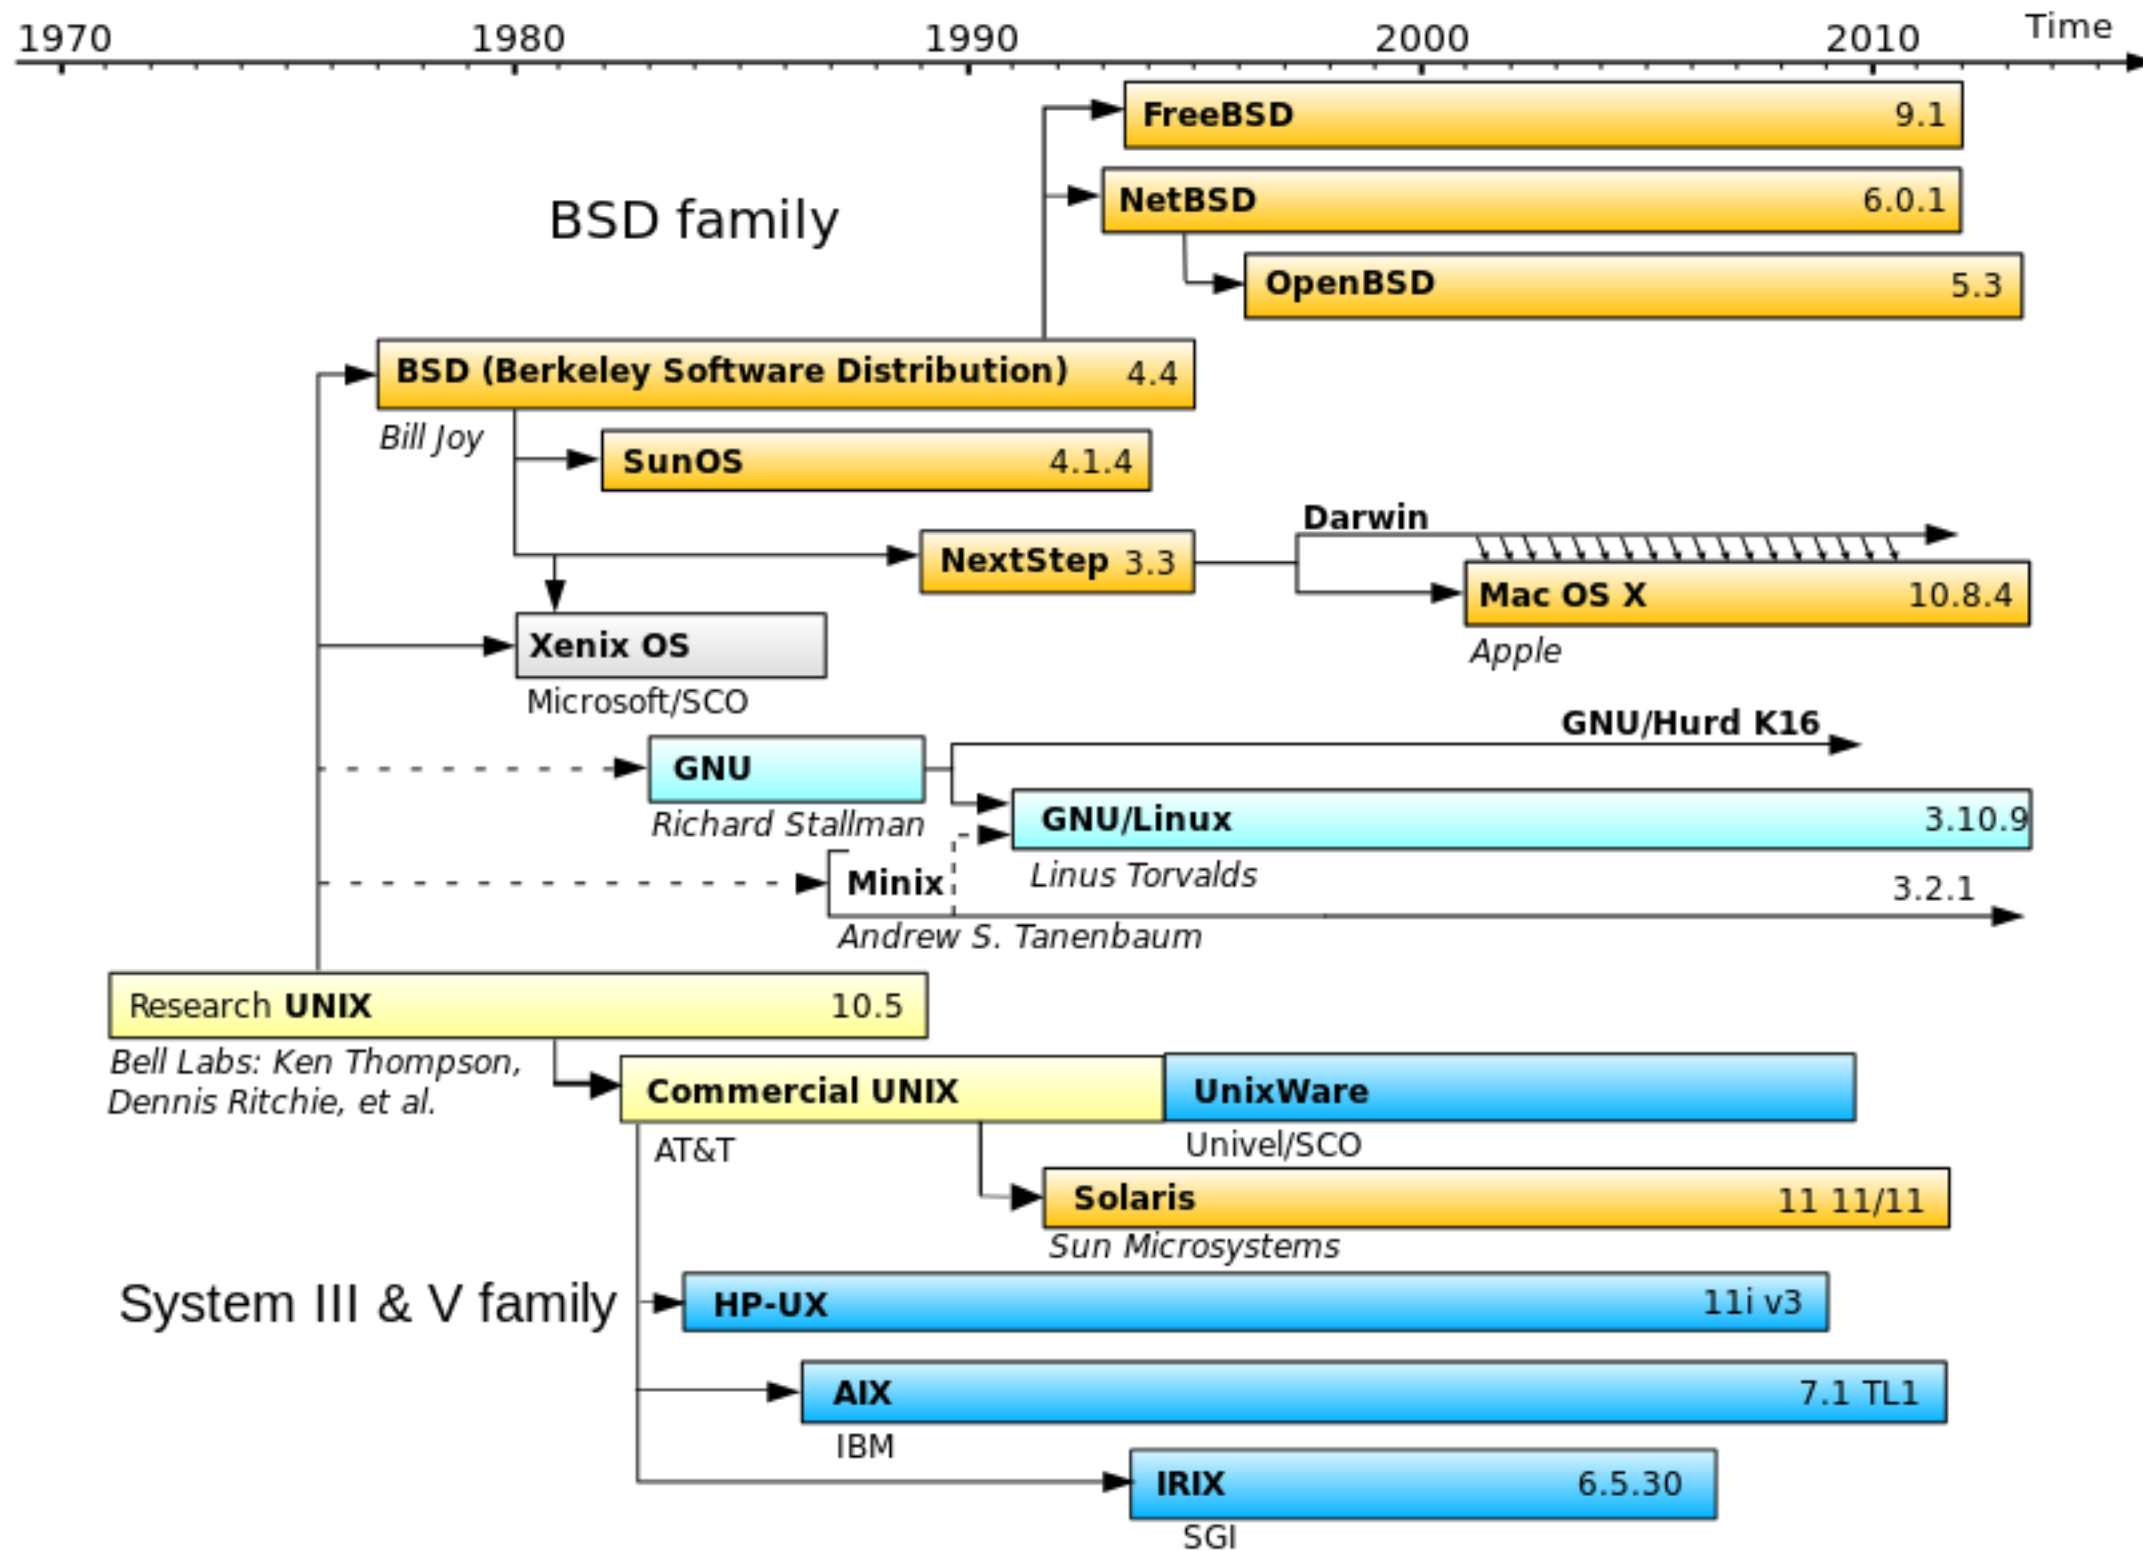 1970 1980 1990 2000 2010 Time
FreeBSD 9.1
NetBSD 6.0.1
BSD family
OpenBSD 5.3
BSD (Berkeley Software Distribution) 4.4
Bill Joy
SunOS 4.1.4
Darwin
NextStep 3.3
Mac OS X 10.8.4
Apple
Xenix OS
Microsoft/SCO
GNU/Hurd K16
GNU
Richard Stallman
GNU/Linux 3.10.9
Linus Torvalds
Minix 3.2.1
Andrew S. Tanenbaum
Research UNIX 10.5
Bell Labs: Ken Thompson,
Dennis Ritchie, et al.
Commercial UNIX
AT&T
UnixWare
Univel/SCO
Solaris 11 11/11
Sun Microsystems
System III & V family
HP-UX 11i v3
AIX 7.1 TL1
IBM
IRIX 6.5.30
SGI